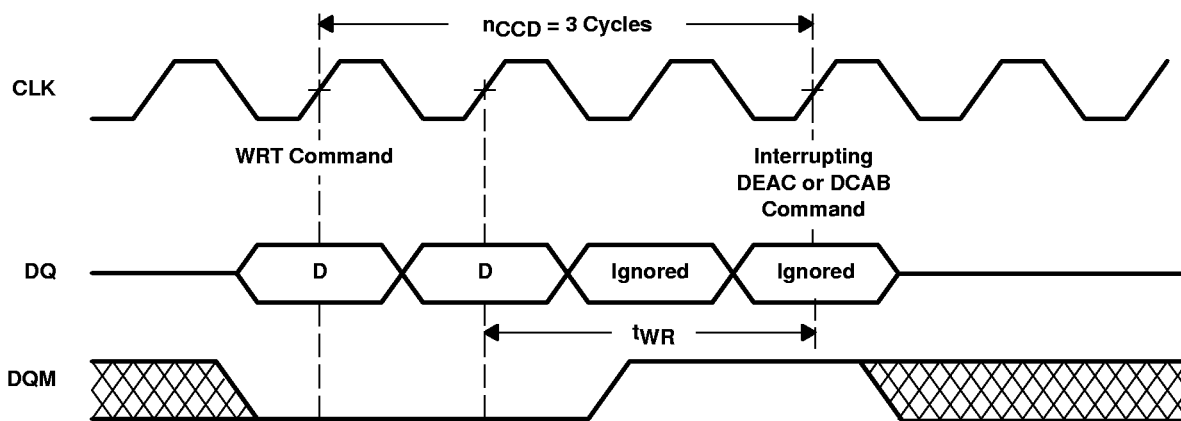 nCCD = 3 Cycles
CLK
WRT Command
Interrupting
DEAC or DCAB
Command
DQ
D
D
Ignored
Ignored
tWR
DQM